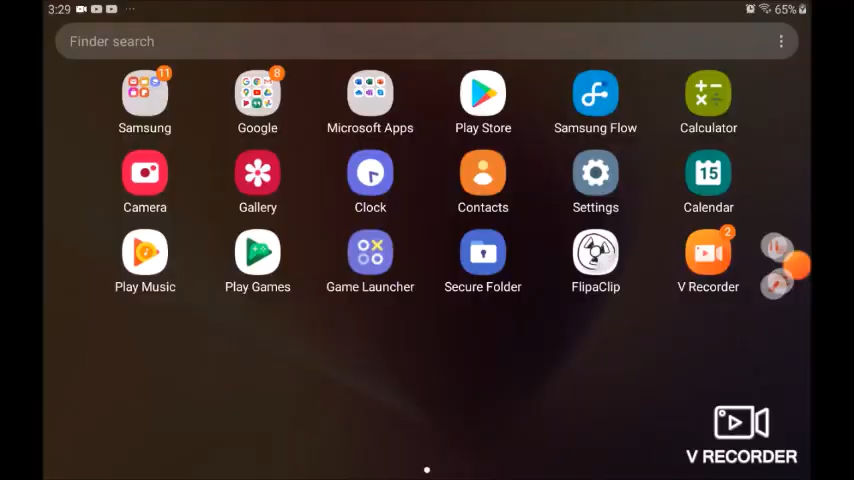 3:29
65%
Finder search
11
8
Samsung
Google
Microsoft Apps
Play Store
Samsung Flow
Calculator
15
Camera
Gallery
Clock
Contacts
Settings
Calendar
2
Play Music
Play Games
Game Launcher
Secure Folder
FlipaClip
V Recorder
V RECORDER